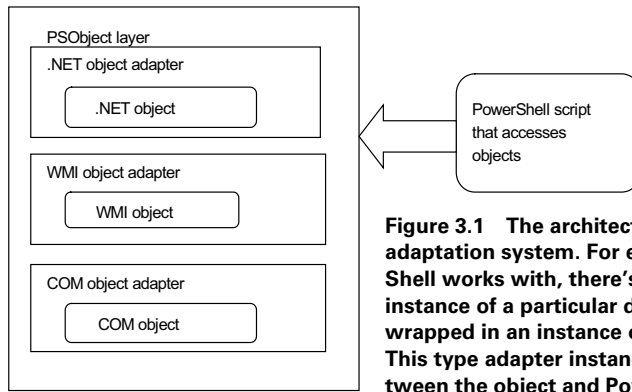 PSObject layer
.NET object adapter
.NET object
WMI object adapter
WMI object
COM object adapter
COM object
PowerShell script
that accesses
objects
Figure 3.1 The architect
adaptation system. For e
Shell works with, there's
instance of a particular d
wrapped in an instance
This type adapter instan
tween the object and Po